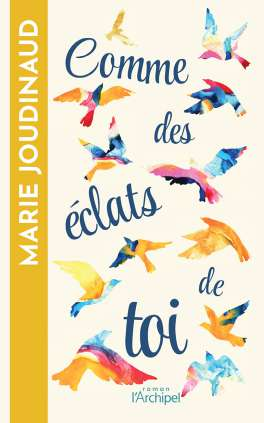 MARIE JOUDINAUD
Comme
des
éclats
de
toi
roman
l'Archipel